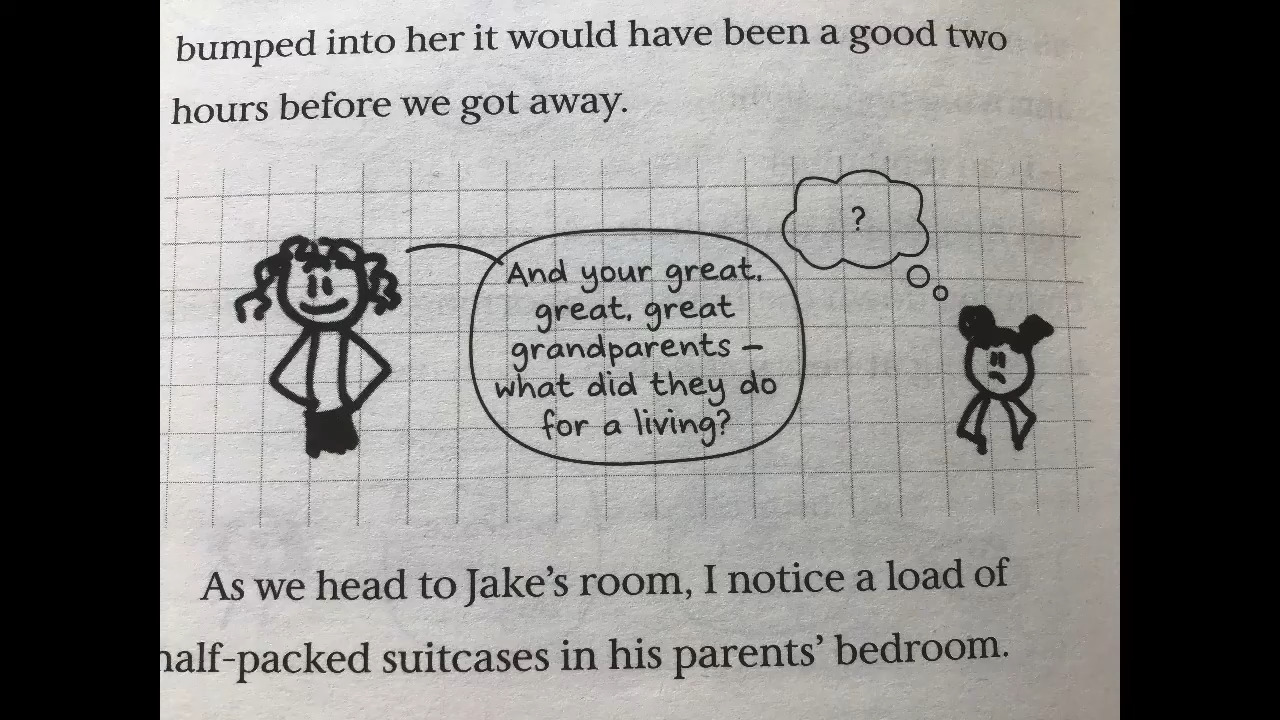 bumped into her it would have been a good two
hours before we got away.
?
And your great,
great, great
grandparents –
what did they do
for a living?
As we head to Jake's room, I notice a load of
half-packed suitcases in his parents' bedroom.